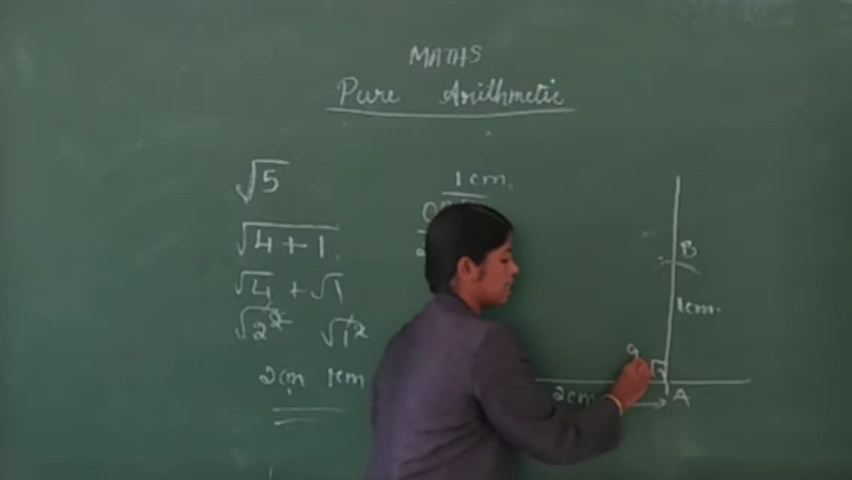 MATHS
Pure Arithmetic
√5
√4+1.
√4 + √1
√2² √1²
2cm 1cm
1cm.
B
1cm.
2cm
A